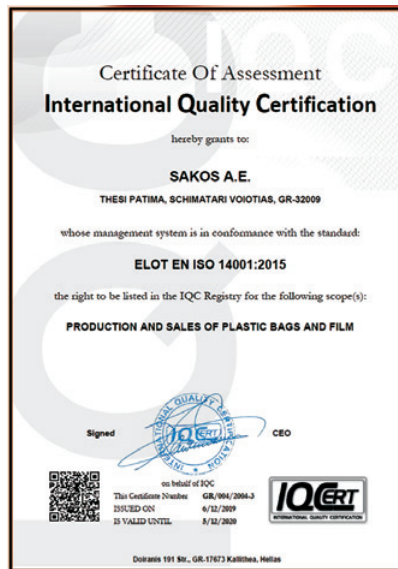 Certificate Of Assessment
International Quality Certification
hereby grants to:
SAKOS A.E.
THESI PATIMA, SCHIMATARI VOIOTIAS, GR-32009
whose management system is in conformance with the standard:
ELOT EN ISO 14001:2015
the right to be listed in the IQC Registry for the following scope(s):
PRODUCTION AND SALES OF PLASTIC BAGS AND FILM
INTERNATIONAL QUALITY CERTIFICATION
IQCERT
Signed
CEO
on behalf of IQC
This Certificate Number GR/004/2004-3
ISSUED ON 6/12/2019
IS VALID UNTIL 5/12/2020
IQCERT
INTERNATIONAL QUALITY CERTIFICATION
Doiranis 191 Str., GR-17673 Kallithea, Hellas